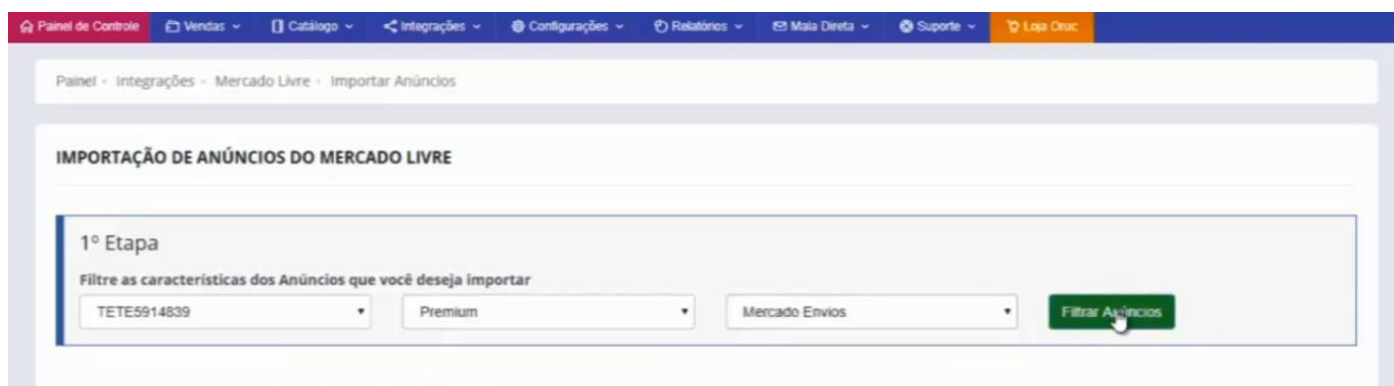 Painel de Controle Vendas Catálogo Integrações Configurações Relatórios Mala Direta Suporte Loja Oruc
Painel - Integrações - Mercado Livre - Importar Anúncios
IMPORTAÇÃO DE ANÚNCIOS DO MERCADO LIVRE
1º Etapa
Filtre as características dos Anúncios que você deseja importar
TETE5914839 Premium Mercado Envios Filtrar Anúncios